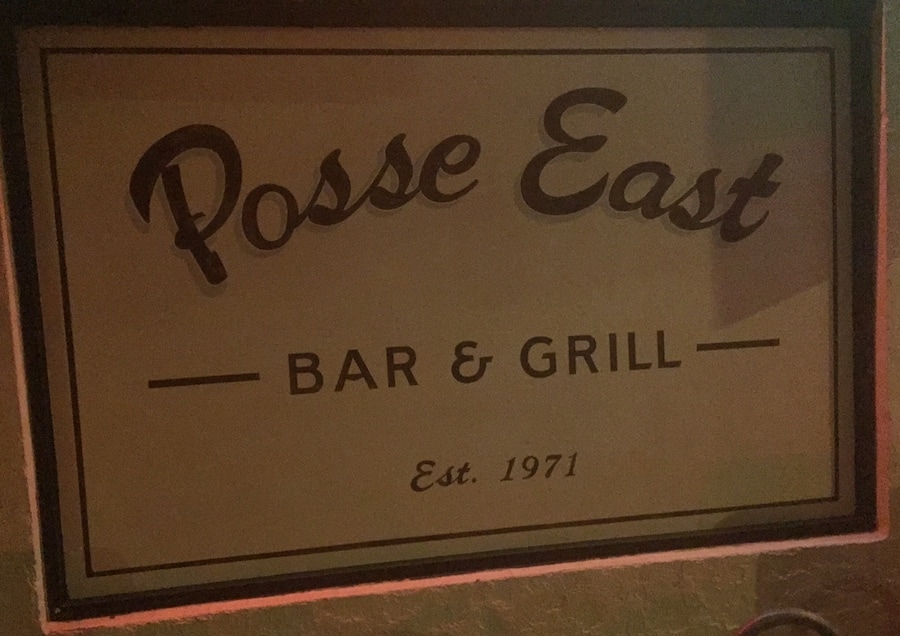 Posse East
BAR & GRILL
Est. 1971